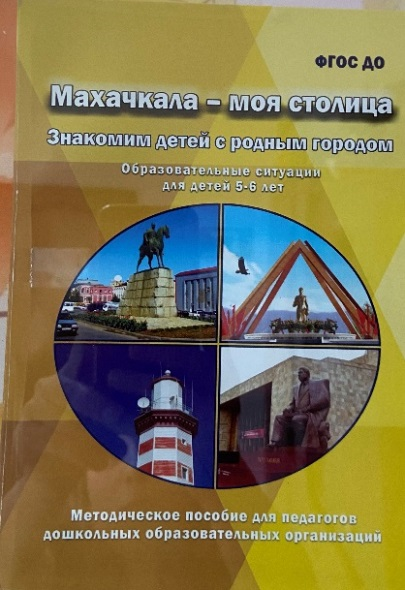 ФГОС ДО
Махачкала – моя столица
Знакомим детей с родным городом
Образовательные ситуации
для детей 5-6 лет
Методическое пособие для педагогов
дошкольных образовательных организаций